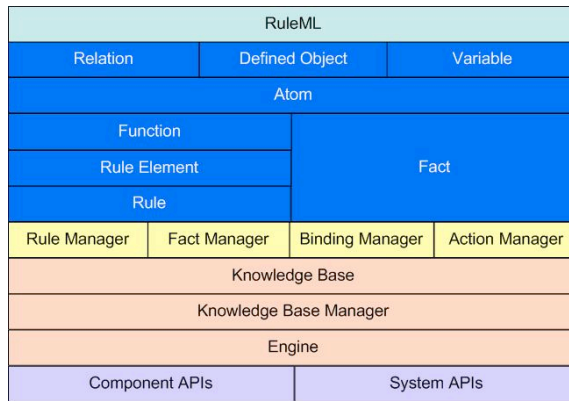 RuleML
Relation Defined Object Variable
Atom
Function
Rule Element
Fact
Rule
Rule Manager Fact Manager Binding Manager Action Manager
Knowledge Base
Knowledge Base Manager
Engine
Component APIs System APIs